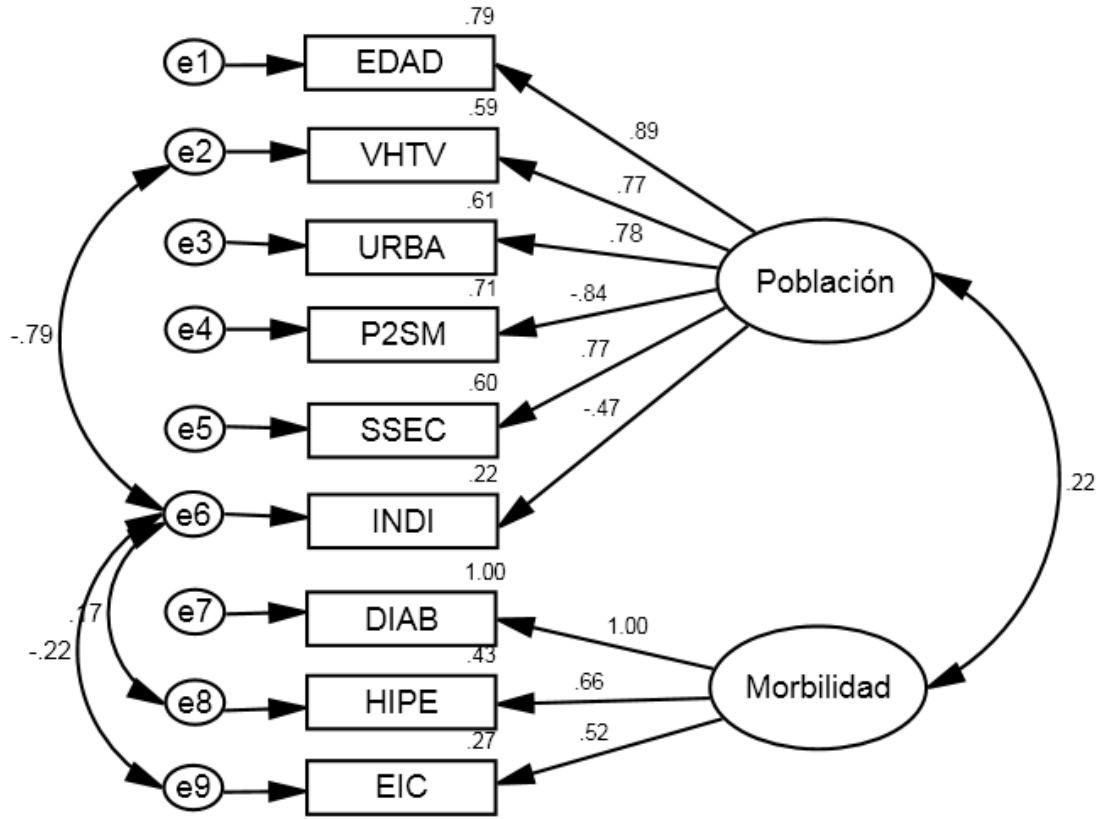 .79
e1
EDAD
.89
.59
e2
VHTV
.77
.61
e3
URBA
.78
Población
.71
e4
P2SM
-.84
-.79
.77
.60
e5
SSEC
-.47
.22
.22
e6
INDI
1.00
e7
DIAB
1.00
.17
-.22
.43
Morbilidad
e8
HIPE
.66
.27
.52
e9
EIC